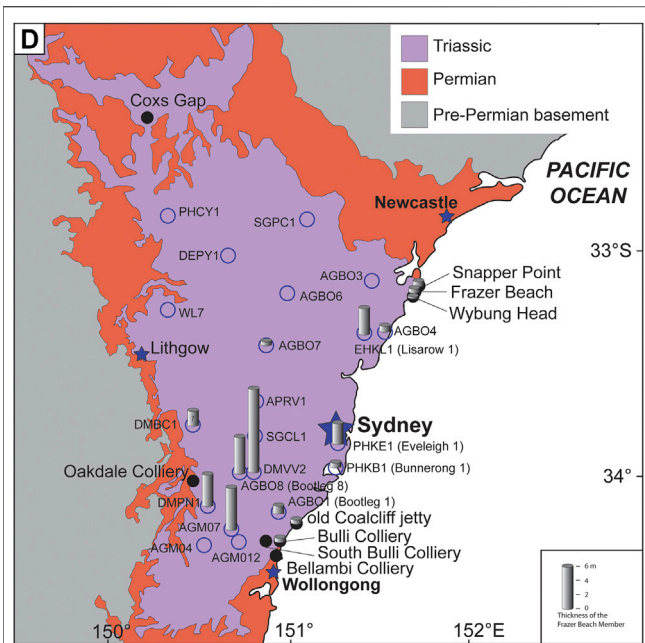 D
Triassic
Permian
Pre-Permian basement
Coxs Gap
PACIFIC
OCEAN
Newcastle
PHCY1
SGPC1
33°S
DEPY1
AGBO3
Snapper Point
AGBO6
Frazer Beach
Wybung Head
WL7
AGBO4
AGBO7
EHKL1 (Lisarow 1)
Lithgow
APRV1
DMBC1
Sydney
SGCL1
PHKE1 (Eveleigh 1)
Oakdale Colliery
DMVV2
PHKB1 (Bunnerong 1)
34°
AGBO8 (Bootleg 8)
DMPN1
AGBO1 (Bootleg 1)
AGM07
old Coalcliff jetty
Bulli Colliery
AGM04
AGM012
South Bulli Colliery
Bellambi Colliery
Wollongong
6 m
4
2
0
Thickness of the
Frazer Beach Member
150°
151°
152°E